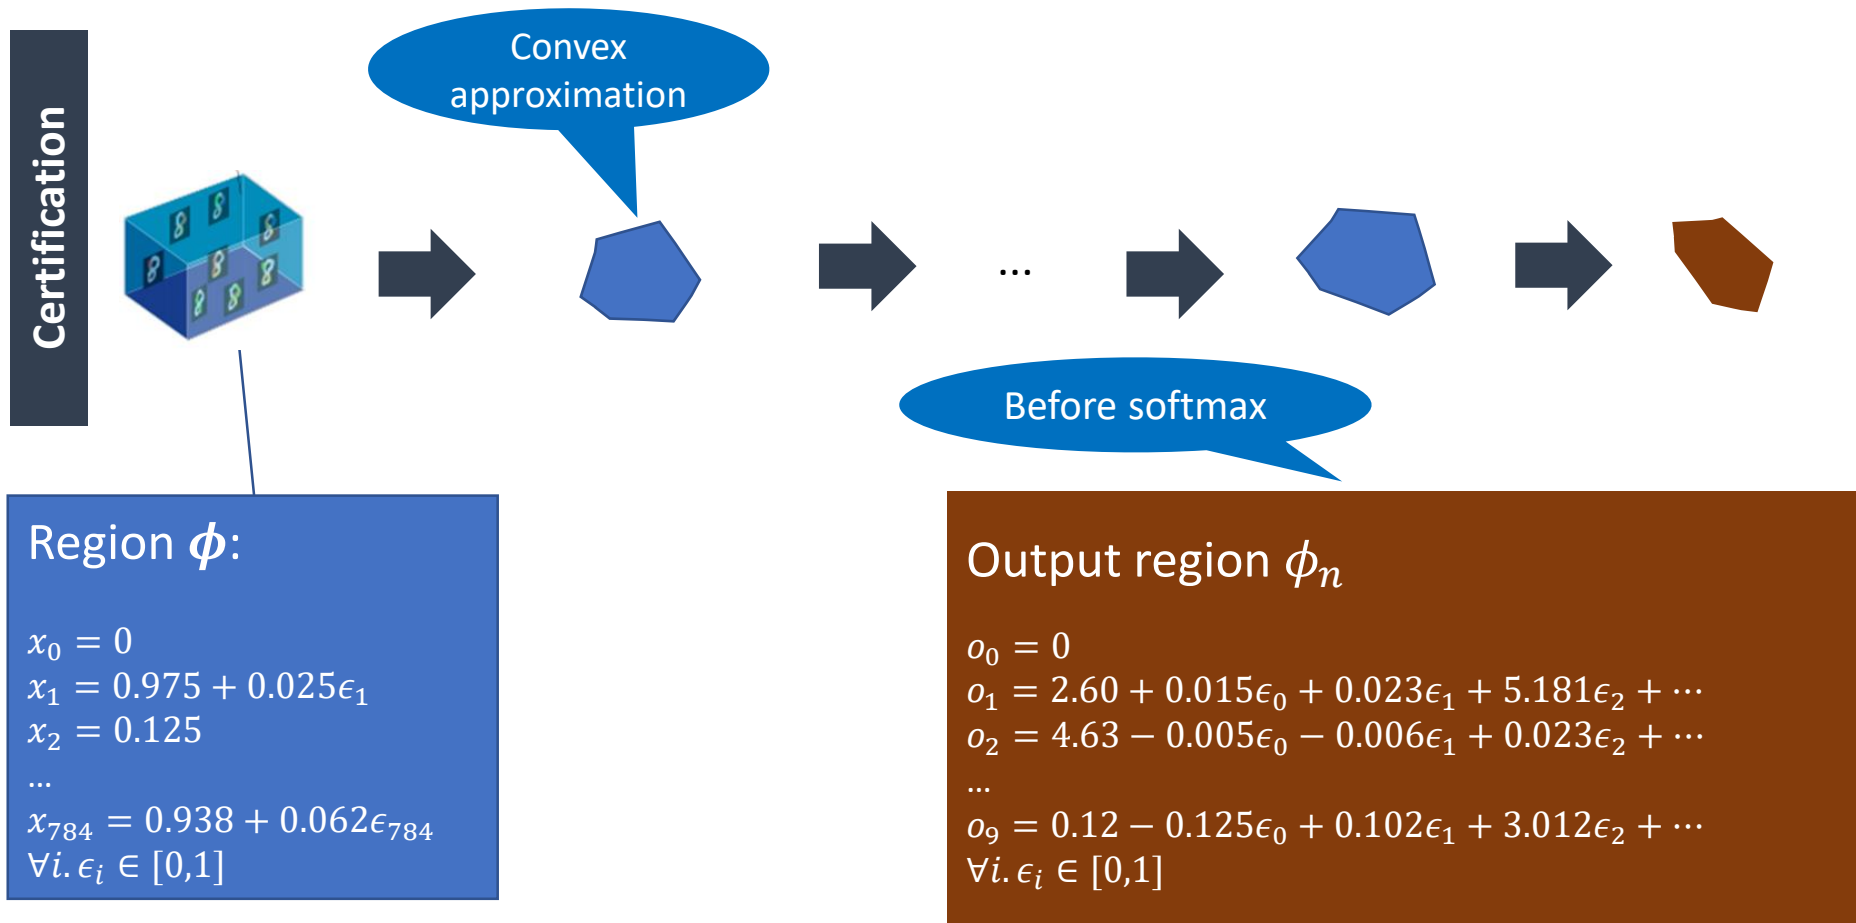 Certification
Convex
approximation
...
Before softmax
Region ϕ:
x₀ = 0
x₁ = 0.975 + 0.025ϵ₁
x₂ = 0.125
...
x₇₈₄ = 0.938 + 0.062ϵ₇₈₄
∀i. ϵᵢ ∈ [0,1]
Output region ϕₙ
o₀ = 0
o₁ = 2.60 + 0.015ϵ₀ + 0.023ϵ₁ + 5.181ϵ₂ + ⋯
o₂ = 4.63 − 0.005ϵ₀ − 0.006ϵ₁ + 0.023ϵ₂ + ⋯
...
o₉ = 0.12 − 0.125ϵ₀ + 0.102ϵ₁ + 3.012ϵ₂ + ⋯
∀i. ϵᵢ ∈ [0,1]